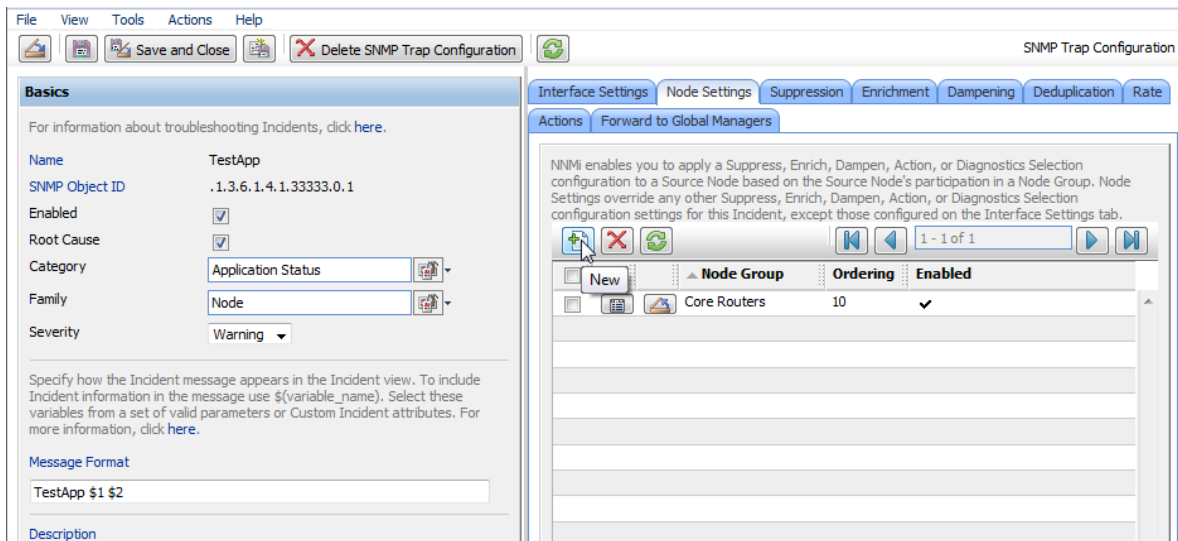 File View Tools Actions Help
Save and Close Delete SNMP Trap Configuration SNMP Trap Configuration
Basics
For information about troubleshooting Incidents, click here.
Name TestApp
SNMP Object ID .1.3.6.1.4.1.33333.0.1
Enabled
Root Cause
Category Application Status
Family Node
Severity Warning
Specify how the Incident message appears in the Incident view. To include
Incident information in the message use $(variable_name). Select these
variables from a set of valid parameters or Custom Incident attributes. For
more information, click here.
Message Format
TestApp $1 $2
Description
Interface Settings Node Settings Suppression Enrichment Dampening Deduplication Rate
Actions Forward to Global Managers
NNMi enables you to apply a Suppress, Enrich, Dampen, Action, or Diagnostics Selection
configuration to a Source Node based on the Source Node's participation in a Node Group. Node
Settings override any other Suppress, Enrich, Dampen, Action, or Diagnostics Selection
configuration settings for this Incident, except those configured on the Interface Settings tab.
1 - 1 of 1
New
Node Group Ordering Enabled
Core Routers 10